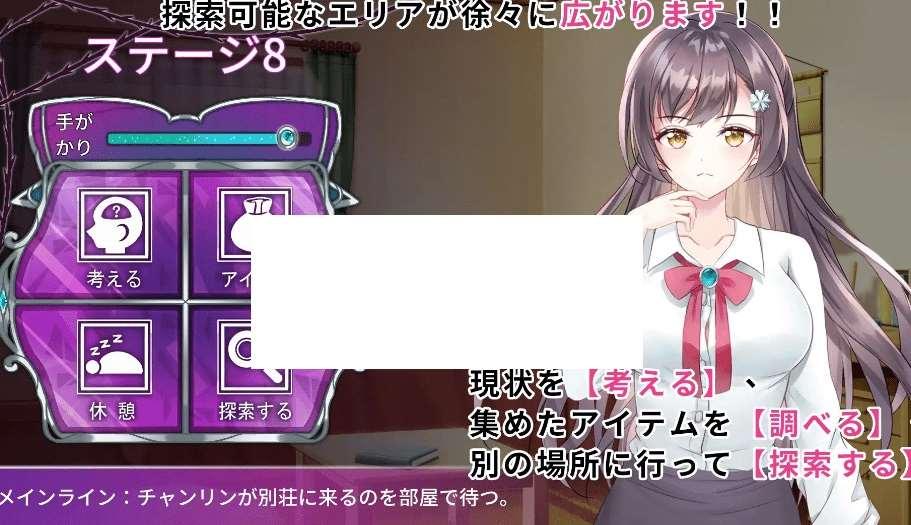 探索可能なエリアが徐々に広がります！！
ステージ8
手が
かり
考える
アイ
休憩
探索する
現状を【考える】、
集めたアイテムを【調べる】
別の場所に行って【探索する】
メインライン：チャンリンが別荘に来るのを部屋で待つ。